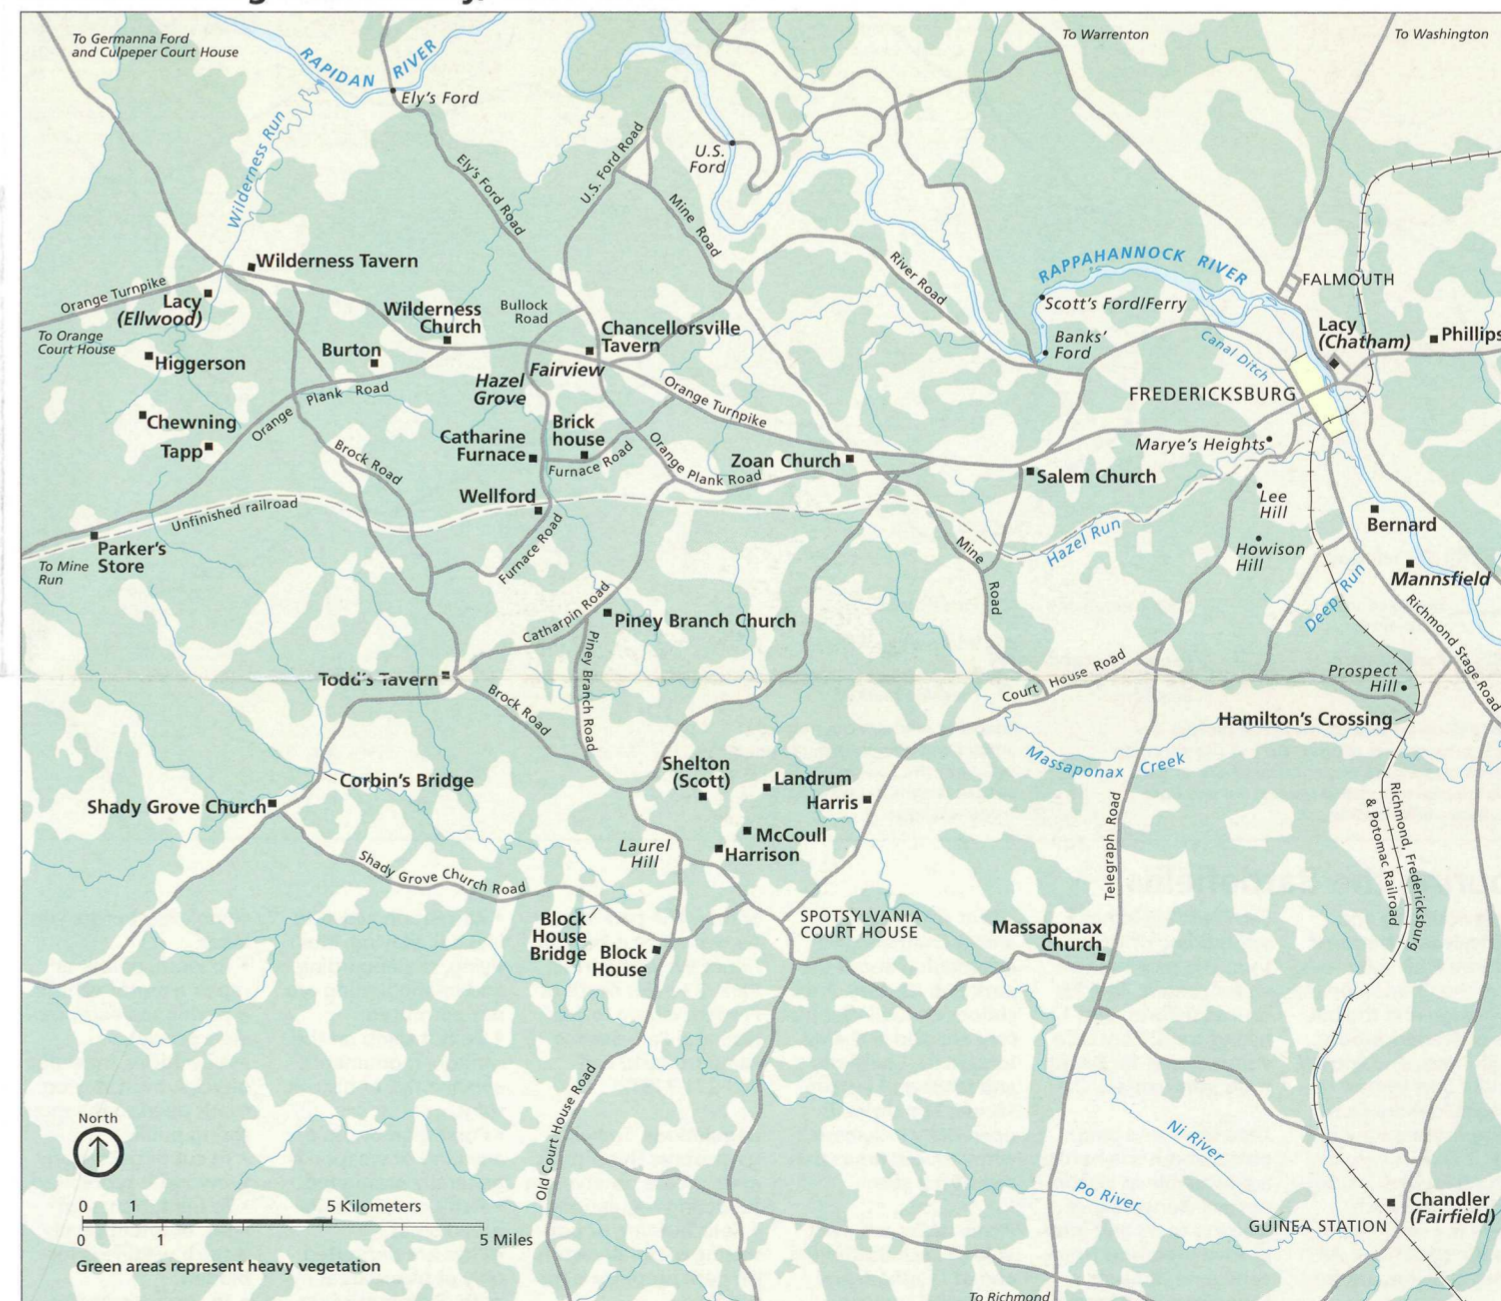 To Germanna Ford
and Culpeper Court House
RAPIDAN RIVER
Ely's Ford
To Warrenton
To Washington
Wilderness Run
Ely's Ford Road
U.S. Ford Road
U.S.
Ford
Mine Road
River Road
RAPPAHANNOCK RIVER
Wilderness Tavern
Orange Turnpike
Lacy
(Ellwood)
To Orange
Court House
Higgerson
Burton
Wilderness
Church
Bullock
Road
Chancellorsville
Tavern
Fairview
Hazel
Grove
Scott's Ford/Ferry
Banks'
Ford
Canal Ditch
FALMOUTH
Lacy
(Chatham)
Phillips
FREDERICKSBURG
Chewning
Tapp
Orange Plank Road
Brock Road
Catharine
Furnace
Brick
house
Furnace Road
Orange Turnpike
Orange Plank Road
Zoan Church
Salem Church
Marye's Heights
Lee
Hill
Howison
Hill
Bernard
Mannsfield
Wellford
Unfinished railroad
Parker's
Store
To Mine
Run
Furnace Road
Mine Road
Hazel Run
Deep Run
Richmond Stage Road
Catharpin Road
Piney Branch Church
Piney Branch Road
Todd's Tavern
Brock Road
Court House Road
Prospect
Hill
Hamilton's Crossing
Massaponax Creek
Corbin's Bridge
Shady Grove Church
Shelton
(Scott)
Landrum
Harris
McCoull
Harrison
Laurel
Hill
Telegraph Road
Richmond, Fredericksburg
& Potomac Railroad
Shady Grove Church Road
Block
House
Bridge
Block
House
SPOTSYLVANIA
COURT HOUSE
Massaponax
Church
Old Court House Road
Ni River
Po River
North
0 1 5 Kilometers
0 1 5 Miles
Green areas represent heavy vegetation
Chandler
(Fairfield)
GUINEA STATION
To Richmond